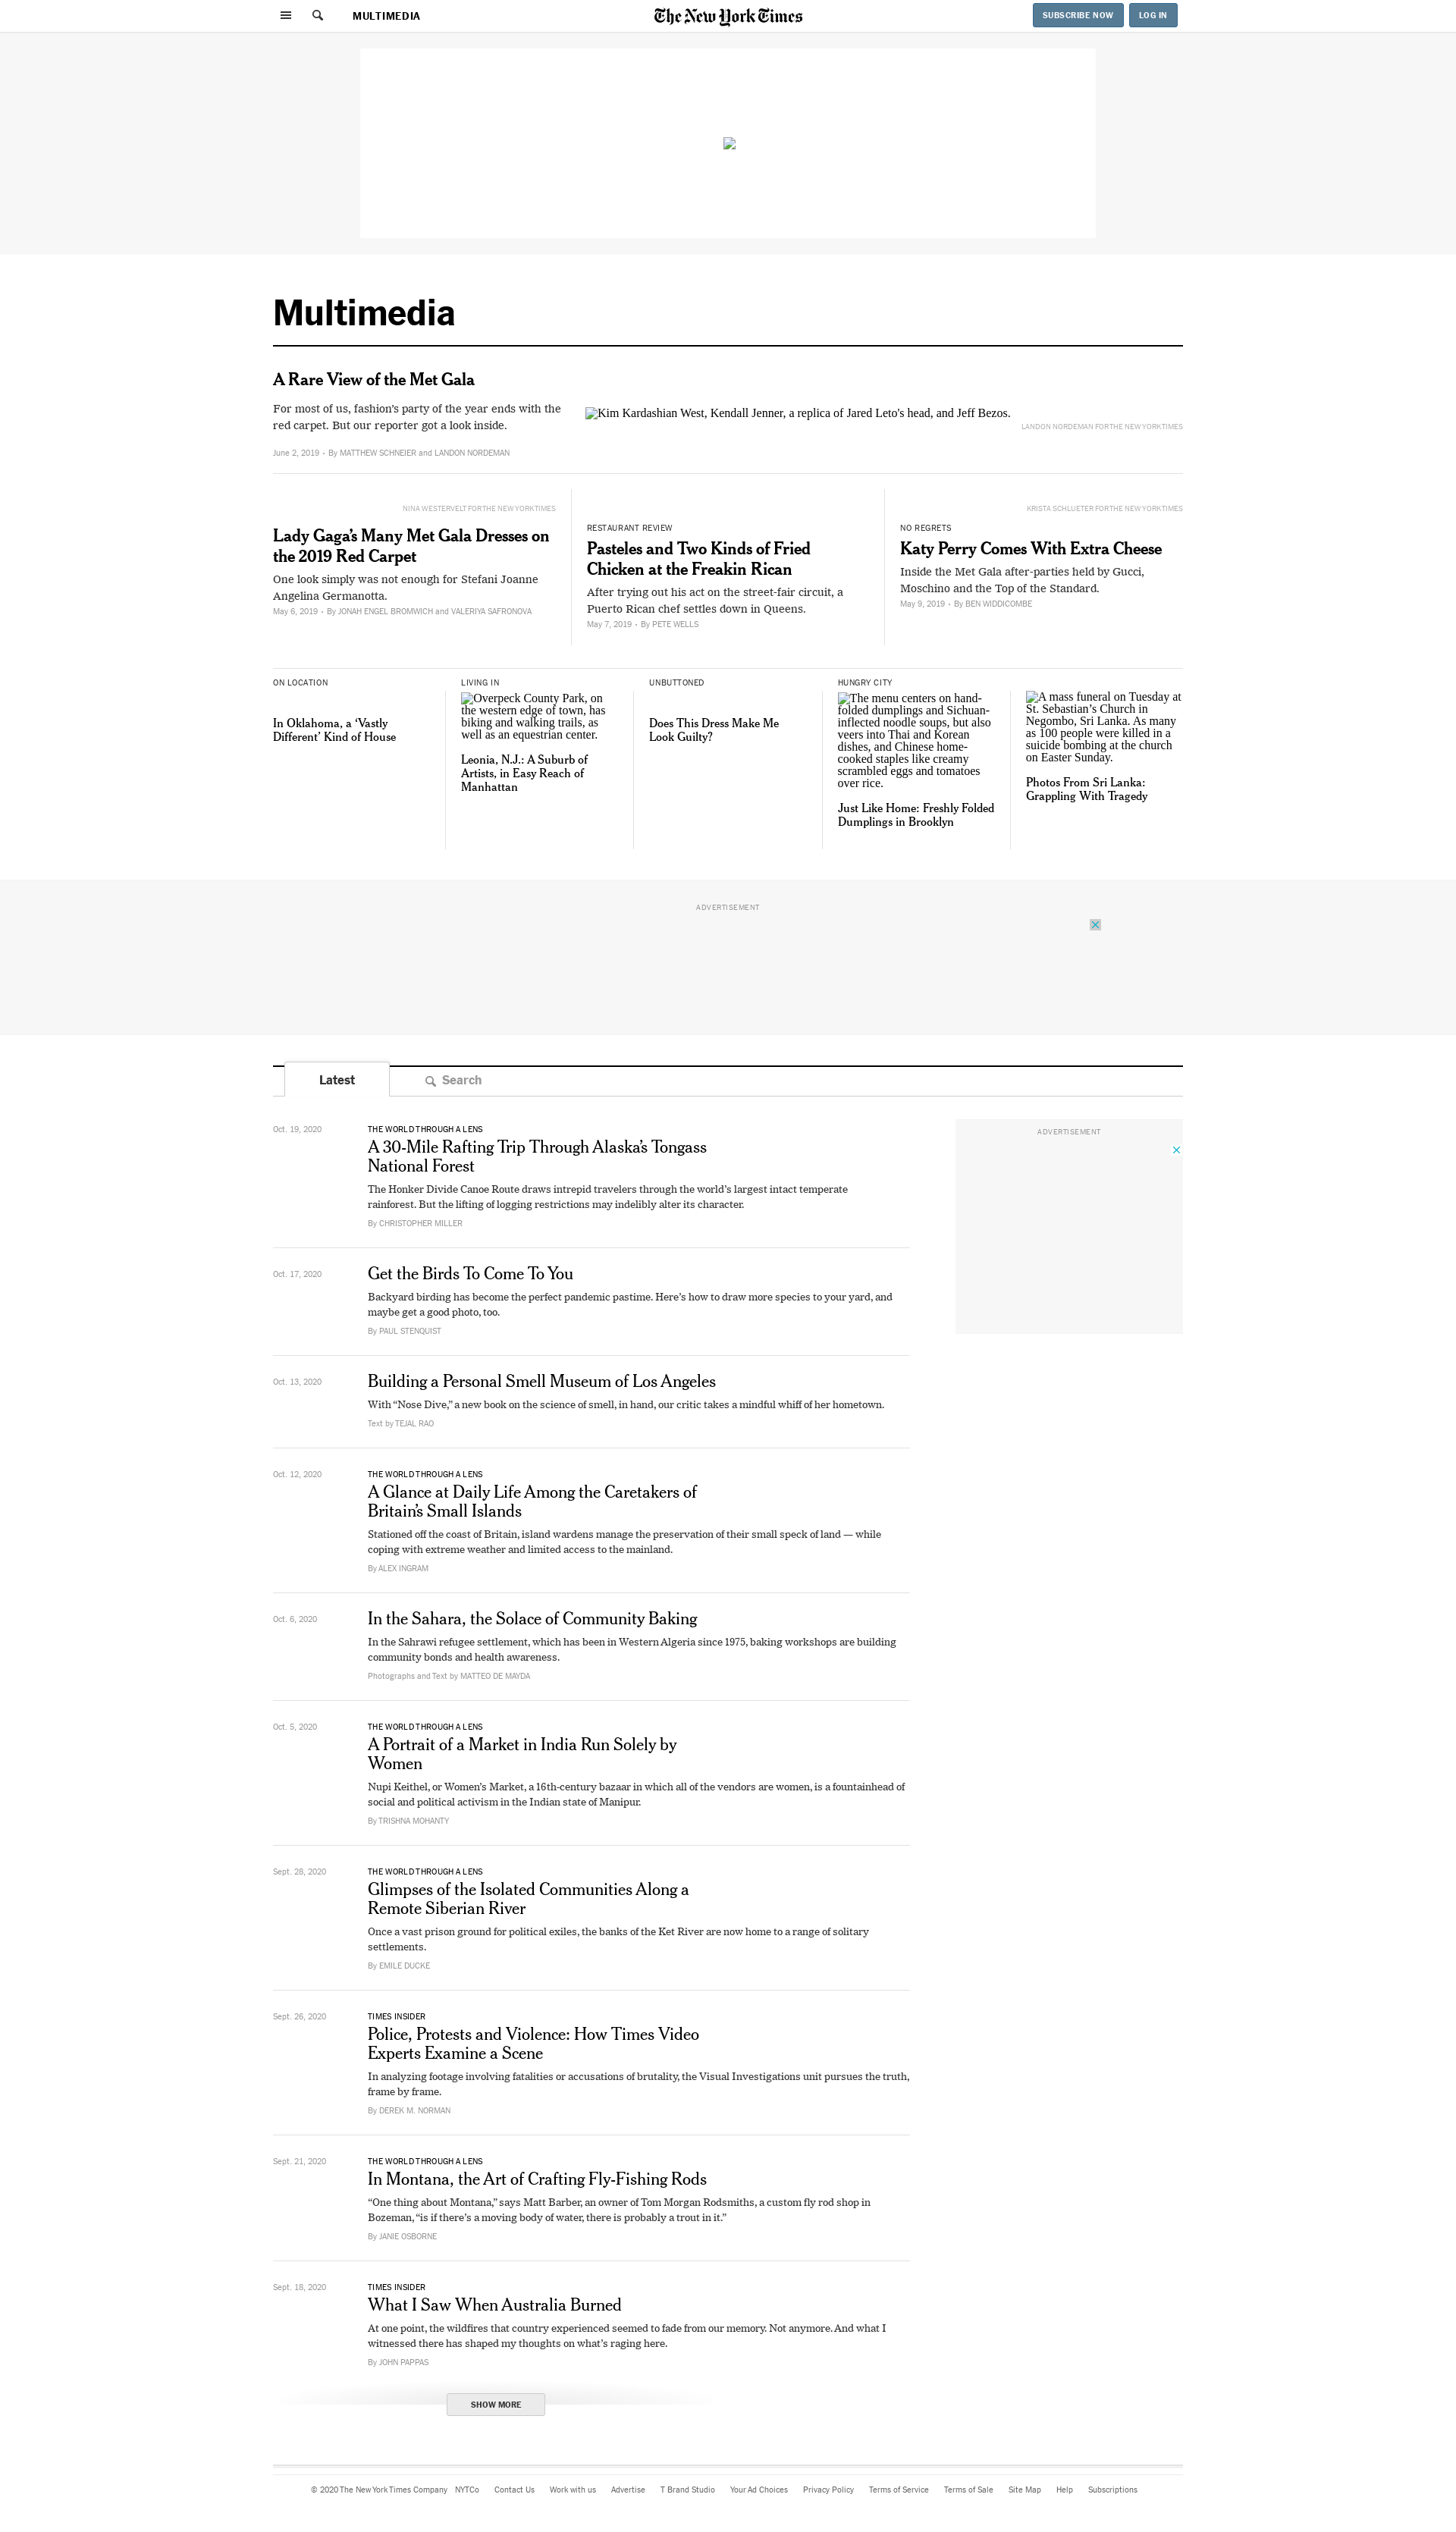 MULTIMEDIA
The New York Times
SUBSCRIBE NOW
LOG IN
Multimedia
A Rare View of the Met Gala
For most of us, fashion’s party of the year ends with the
red carpet. But our reporter got a look inside.
June 2, 2019 • By MATTHEW SCHNEIER and LANDON NORDEMAN
Kim Kardashian West, Kendall Jenner, a replica of Jared Leto's head, and Jeff Bezos.
LANDON NORDEMAN FOR THE NEW YORK TIMES
NINA WESTERVELT FOR THE NEW YORK TIMES
Lady Gaga’s Many Met Gala Dresses on
the 2019 Red Carpet
One look simply was not enough for Stefani Joanne
Angelina Germanotta.
May 6, 2019 • By JONAH ENGEL BROMWICH and VALERIYA SAFRONOVA
RESTAURANT REVIEW
Pasteles and Two Kinds of Fried
Chicken at the Freakin Rican
After trying out his act on the street-fair circuit, a
Puerto Rican chef settles down in Queens.
May 7, 2019 • By PETE WELLS
KRISTA SCHLUETER FOR THE NEW YORK TIMES
NO REGRETS
Katy Perry Comes With Extra Cheese
Inside the Met Gala after-parties held by Gucci,
Moschino and the Top of the Standard.
May 9, 2019 • By BEN WIDDICOMBE
ON LOCATION
In Oklahoma, a ‘Vastly
Different’ Kind of House
LIVING IN
Overpeck County Park, on
the western edge of town, has
biking and walking trails, as
well as an equestrian center.
Leonia, N.J.: A Suburb of
Artists, in Easy Reach of
Manhattan
UNBUTTONED
Does This Dress Make Me
Look Guilty?
HUNGRY CITY
The menu centers on hand-
folded dumplings and Sichuan-
inflected noodle soups, but also
veers into Thai and Korean
dishes, and Chinese home-
cooked staples like creamy
scrambled eggs and tomatoes
over rice.
Just Like Home: Freshly Folded
Dumplings in Brooklyn
A mass funeral on Tuesday at
St. Sebastian’s Church in
Negombo, Sri Lanka. As many
as 100 people were killed in a
suicide bombing at the church
on Easter Sunday.
Photos From Sri Lanka:
Grappling With Tragedy
ADVERTISEMENT
Latest
Search
ADVERTISEMENT
Oct. 19, 2020
THE WORLD THROUGH A LENS
A 30-Mile Rafting Trip Through Alaska’s Tongass
National Forest
The Honker Divide Canoe Route draws intrepid travelers through the world’s largest intact temperate
rainforest. But the lifting of logging restrictions may indelibly alter its character.
By CHRISTOPHER MILLER
Oct. 17, 2020
Get the Birds To Come To You
Backyard birding has become the perfect pandemic pastime. Here’s how to draw more species to your yard, and
maybe get a good photo, too.
By PAUL STENQUIST
Oct. 13, 2020
Building a Personal Smell Museum of Los Angeles
With “Nose Dive,” a new book on the science of smell, in hand, our critic takes a mindful whiff of her hometown.
Text by TEJAL RAO
Oct. 12, 2020
THE WORLD THROUGH A LENS
A Glance at Daily Life Among the Caretakers of
Britain’s Small Islands
Stationed off the coast of Britain, island wardens manage the preservation of their small speck of land — while
coping with extreme weather and limited access to the mainland.
By ALEX INGRAM
Oct. 6, 2020
In the Sahara, the Solace of Community Baking
In the Sahrawi refugee settlement, which has been in Western Algeria since 1975, baking workshops are building
community bonds and health awareness.
Photographs and Text by MATTEO DE MAYDA
Oct. 5, 2020
THE WORLD THROUGH A LENS
A Portrait of a Market in India Run Solely by
Women
Nupi Keithel, or Women’s Market, a 16th-century bazaar in which all of the vendors are women, is a fountainhead of
social and political activism in the Indian state of Manipur.
By TRISHNA MOHANTY
Sept. 28, 2020
THE WORLD THROUGH A LENS
Glimpses of the Isolated Communities Along a
Remote Siberian River
Once a vast prison ground for political exiles, the banks of the Ket River are now home to a range of solitary
settlements.
By EMILE DUCKE
Sept. 26, 2020
TIMES INSIDER
Police, Protests and Violence: How Times Video
Experts Examine a Scene
In analyzing footage involving fatalities or accusations of brutality, the Visual Investigations unit pursues the truth,
frame by frame.
By DEREK M. NORMAN
Sept. 21, 2020
THE WORLD THROUGH A LENS
In Montana, the Art of Crafting Fly-Fishing Rods
“One thing about Montana,” says Matt Barber, an owner of Tom Morgan Rodsmiths, a custom fly rod shop in
Bozeman, “is if there’s a moving body of water, there is probably a trout in it.”
By JANIE OSBORNE
Sept. 18, 2020
TIMES INSIDER
What I Saw When Australia Burned
At one point, the wildfires that country experienced seemed to fade from our memory. Not anymore. And what I
witnessed there has shaped my thoughts on what’s raging here.
By JOHN PAPPAS
SHOW MORE
© 2020 The New York Times Company NYTCo Contact Us Work with us Advertise T Brand Studio Your Ad Choices Privacy Policy Terms of Service Terms of Sale Site Map Help Subscriptions